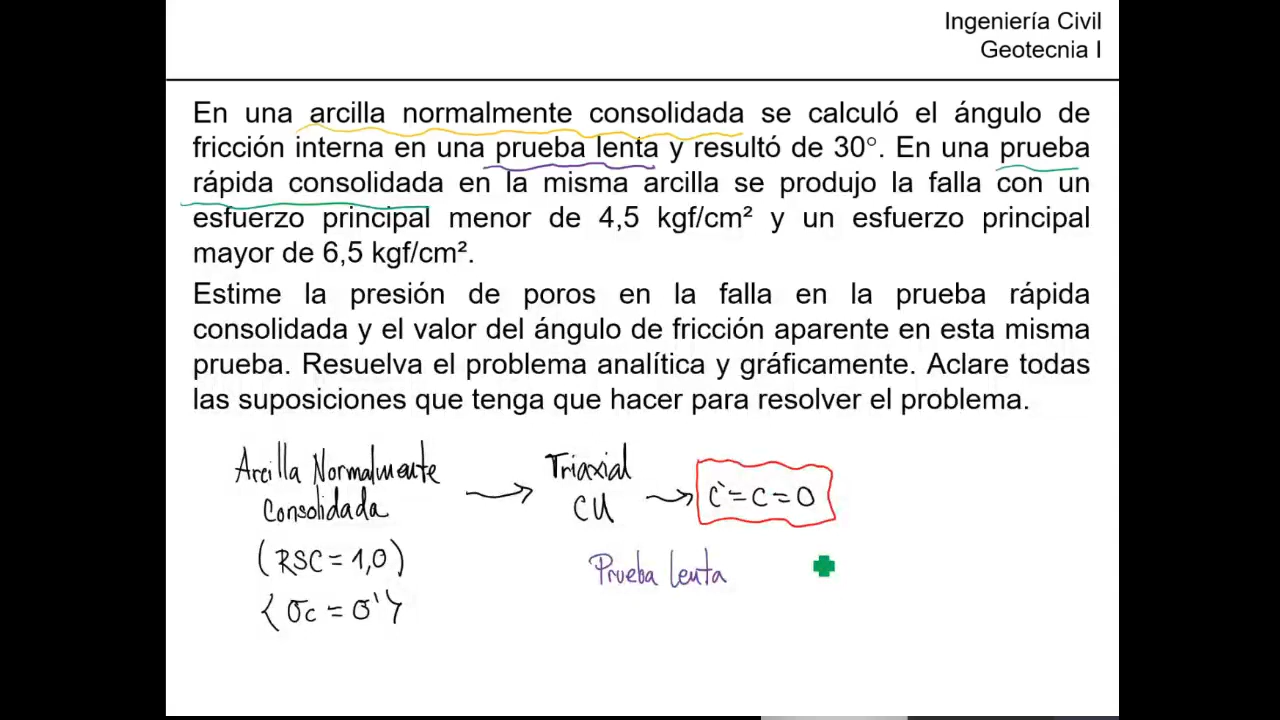 Ingeniería Civil
Geotecnia I
En una arcilla normalmente consolidada se calculó el ángulo de
fricción interna en una prueba lenta y resultó de 30°. En una prueba
rápida consolidada en la misma arcilla se produjo la falla con un
esfuerzo principal menor de 4,5 kgf/cm² y un esfuerzo principal
mayor de 6,5 kgf/cm².
Estime la presión de poros en la falla en la prueba rápida
consolidada y el valor del ángulo de fricción aparente en esta misma
prueba. Resuelva el problema analítica y gráficamente. Aclare todas
las suposiciones que tenga que hacer para resolver el problema.
Arcilla Normalmente
Consolidada
(RSC = 1,0)
{σc = σ'}
Triaxial
CU
c' = c = 0
Prueba lenta